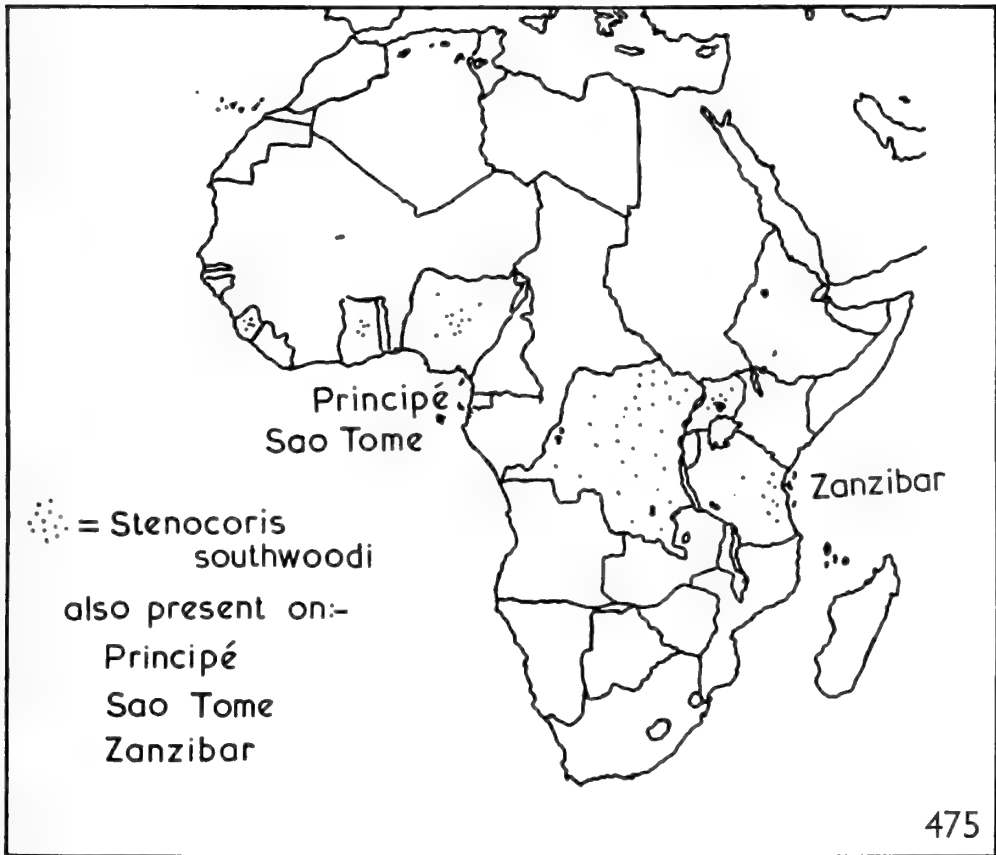 Principé
Sao Tome
Zanzibar
= Stenocoris
southwoodi
also present on:-
Principé
Sao Tome
Zanzibar
475